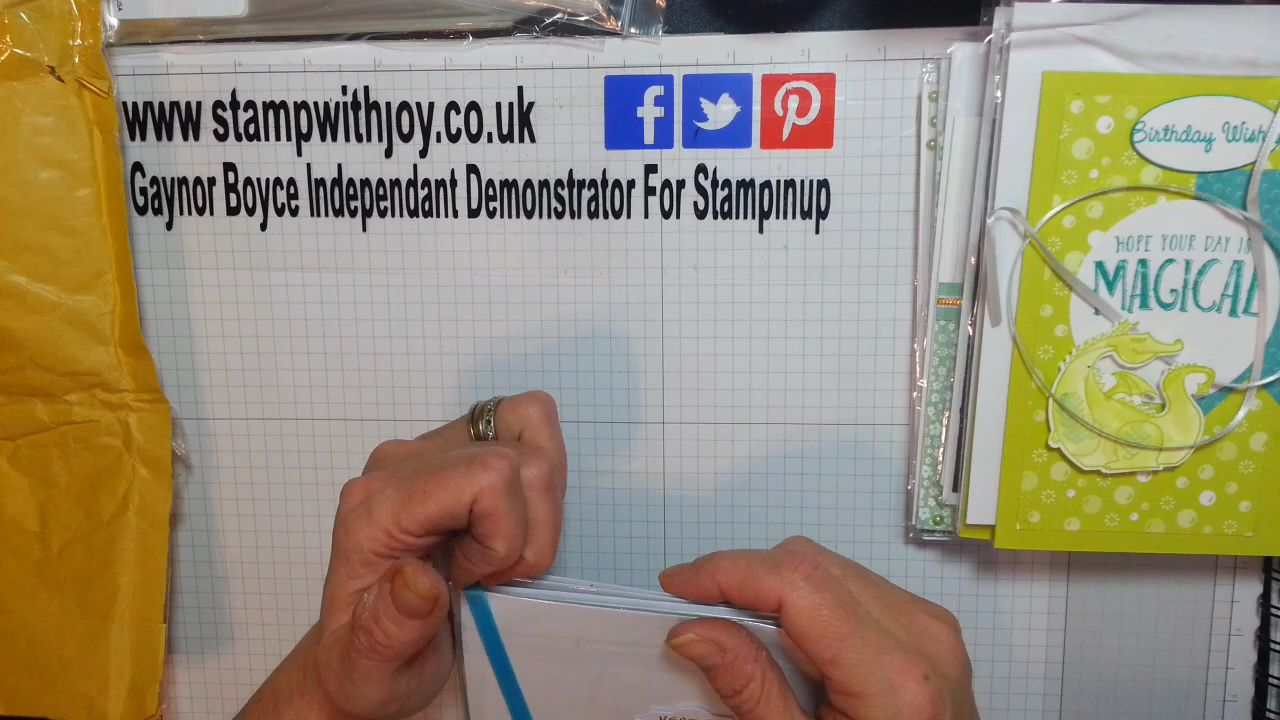 www stampwithjoy.co.uk
Gaynor Boyce Independant Demonstrator For Stampinup
Birthday Wish
HOPE YOUR DAY IS
MAGICAL